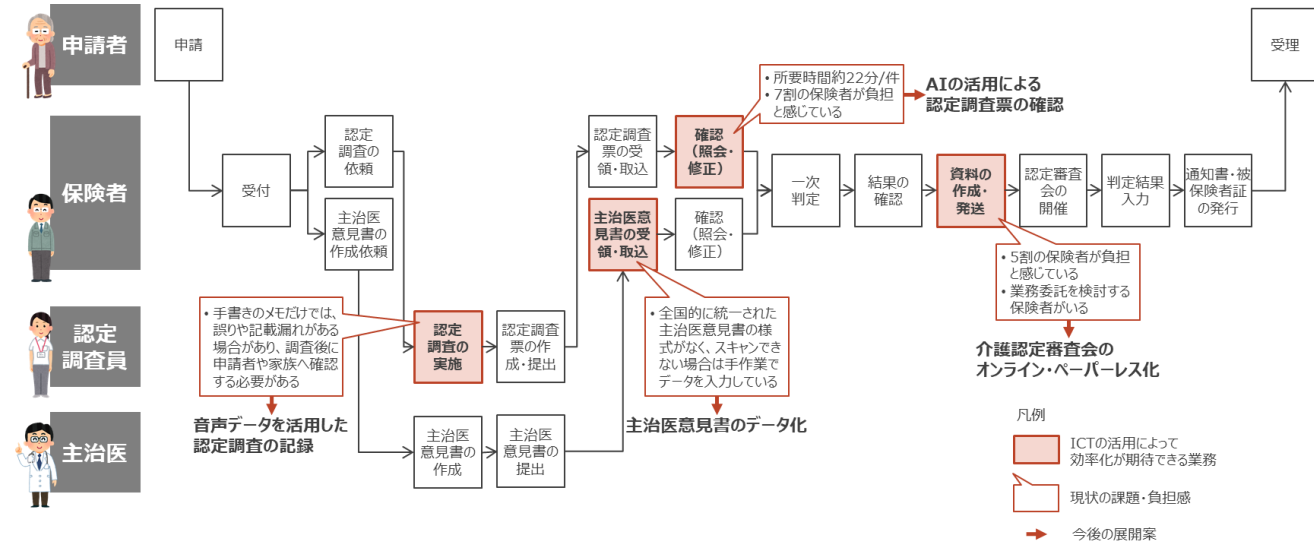 申請者
申請
受理
・所要時間約22分/件
・7割の保険者が負担
と感じている
AIの活用による
認定調査票の確認
保険者
受付
認定
調査の
依頼
主治医
意見書の
作成依頼
認定調査
票の受
領・取込
確認
（照会・
修正）
主治医意
見書の受
領・取込
確認
（照会・
修正）
一次
判定
結果の
確認
資料の
作成・
発送
認定審査
会の
開催
判定結果
入力
通知書・被
保険者証
の発行
・5割の保険者が負担
と感じている
・業務委託を検討する
保険者がいる
介護認定審査会の
オンライン・ペーパーレス化
認定
調査員
・手書きのメモだけでは、
誤りや記載漏れがある
場合があり、調査後に
申請者や家族へ確認
する必要がある
音声データを活用した
認定調査の記録
認定
調査の
実施
認定調査
票の作
成・提出
・全国的に統一された
主治医意見書の様
式がなく、スキャンでき
ない場合は手作業で
データを入力している
主治医意見書のデータ化
主治医
主治医
意見書の
作成
主治医
意見書の
提出
凡例
ICTの活用によって
効率化が期待できる業務
現状の課題・負担感
今後の展開案